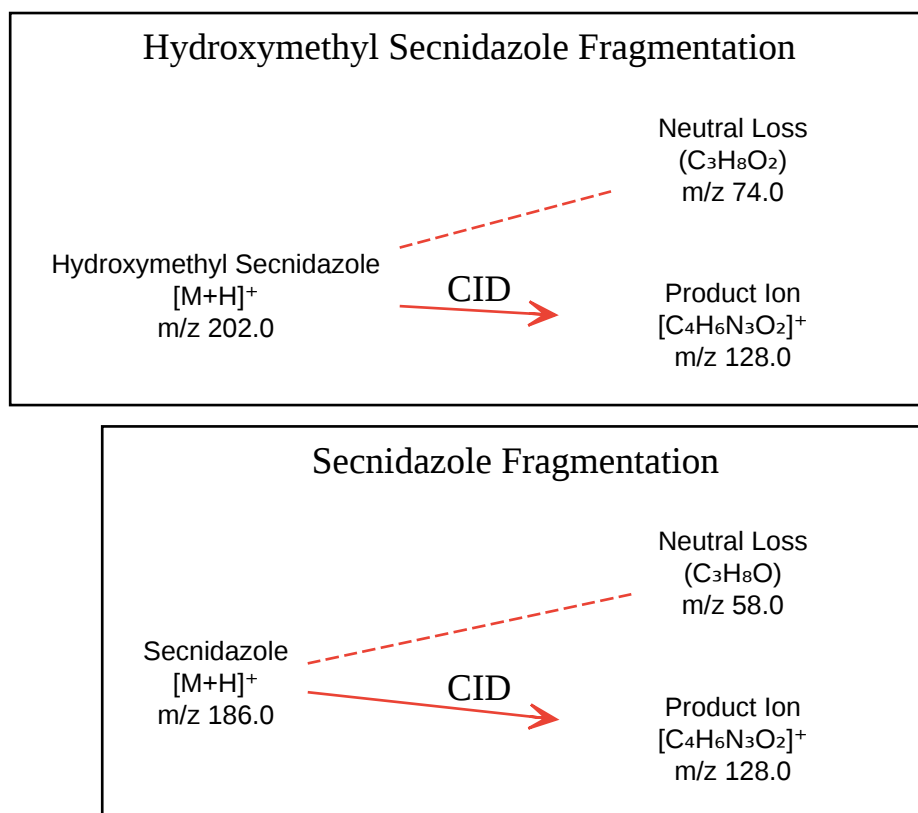 Hydroxymethyl Secnidazole Fragmentation
Neutral Loss
(C₃H₈O₂)
m/z 74.0
Hydroxymethyl Secnidazole
[M+H]⁺
m/z 202.0
CID
Product Ion
[C₄H₆N₃O₂]⁺
m/z 128.0
Secnidazole Fragmentation
Neutral Loss
(C₃H₈O)
m/z 58.0
Secnidazole
[M+H]⁺
m/z 186.0
CID
Product Ion
[C₄H₆N₃O₂]⁺
m/z 128.0